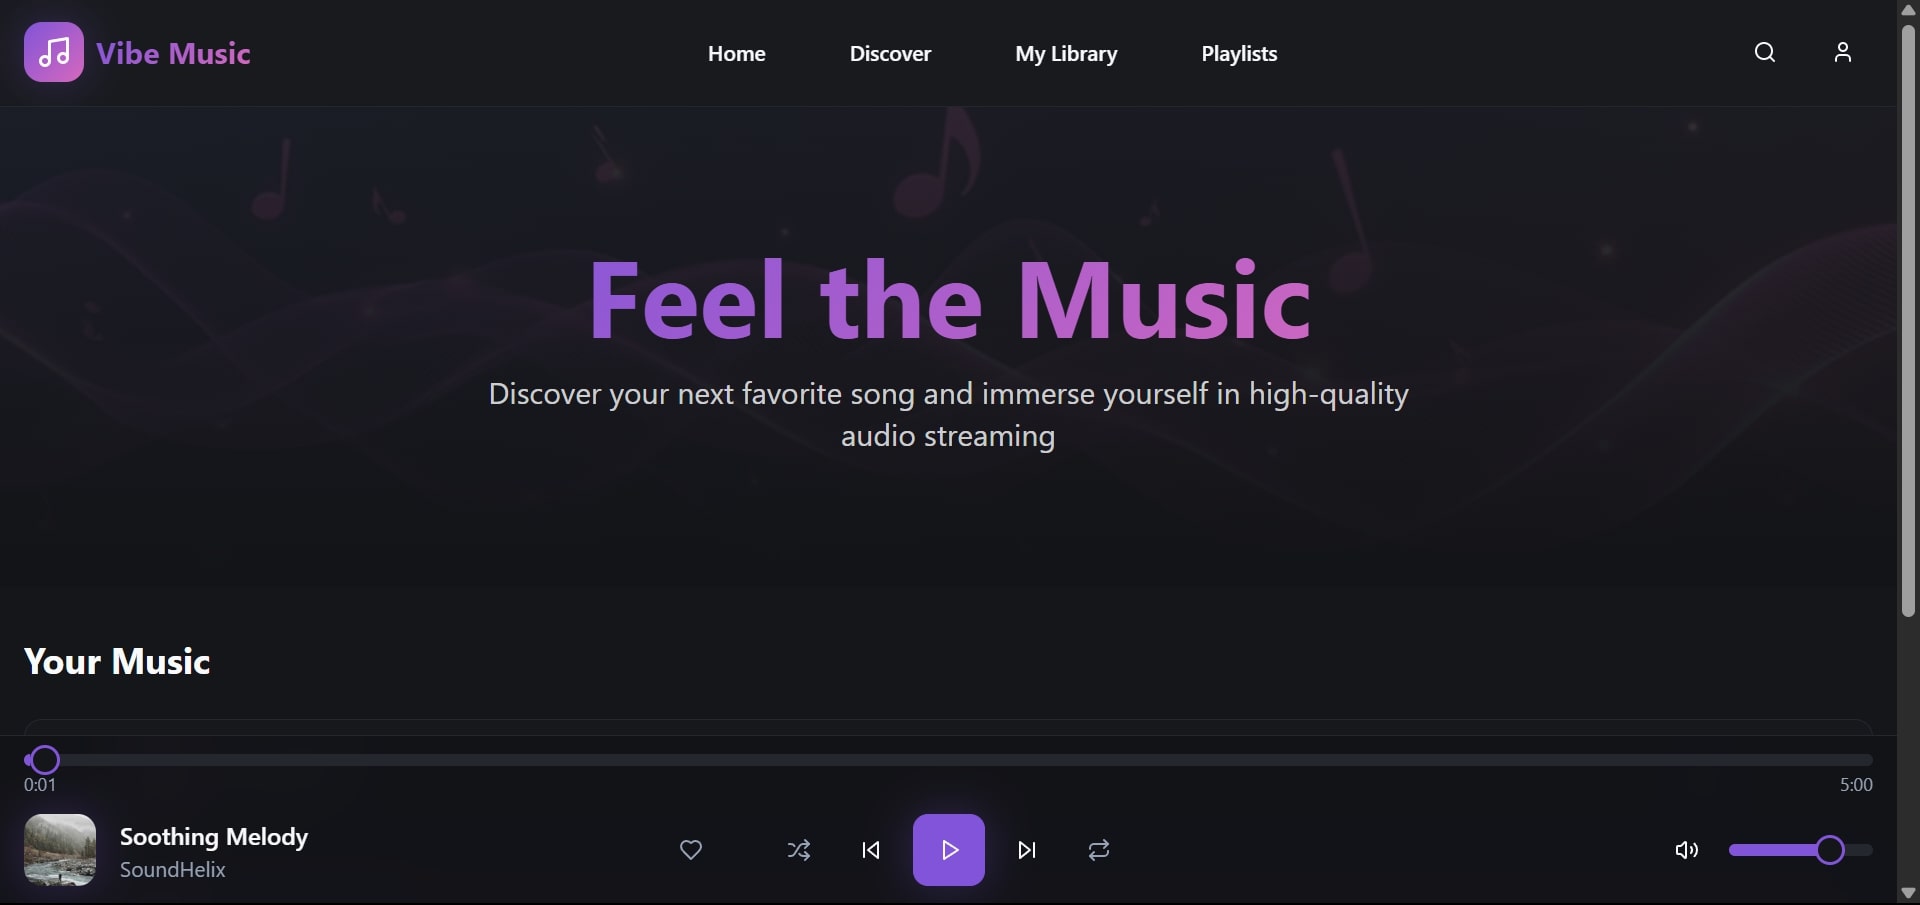 Vibe Music
Home
Discover
My Library
Playlists
Feel the Music
Discover your next favorite song and immerse yourself in high-quality
audio streaming
Your Music
0:01
5:00
Soothing Melody
SoundHelix